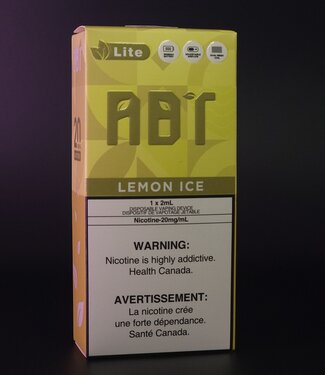 Lite
ABT
LEMON ICE
1 x 2mL
DISPOSABLE VAPING DEVICE
DISPOSITIF DE VAPOTAGE JETABLE
Nicotine-20mg/mL
WARNING:
Nicotine is highly addictive.
Health Canada.
AVERTISSEMENT:
La nicotine crée
une forte dépendance.
Santé Canada.
20